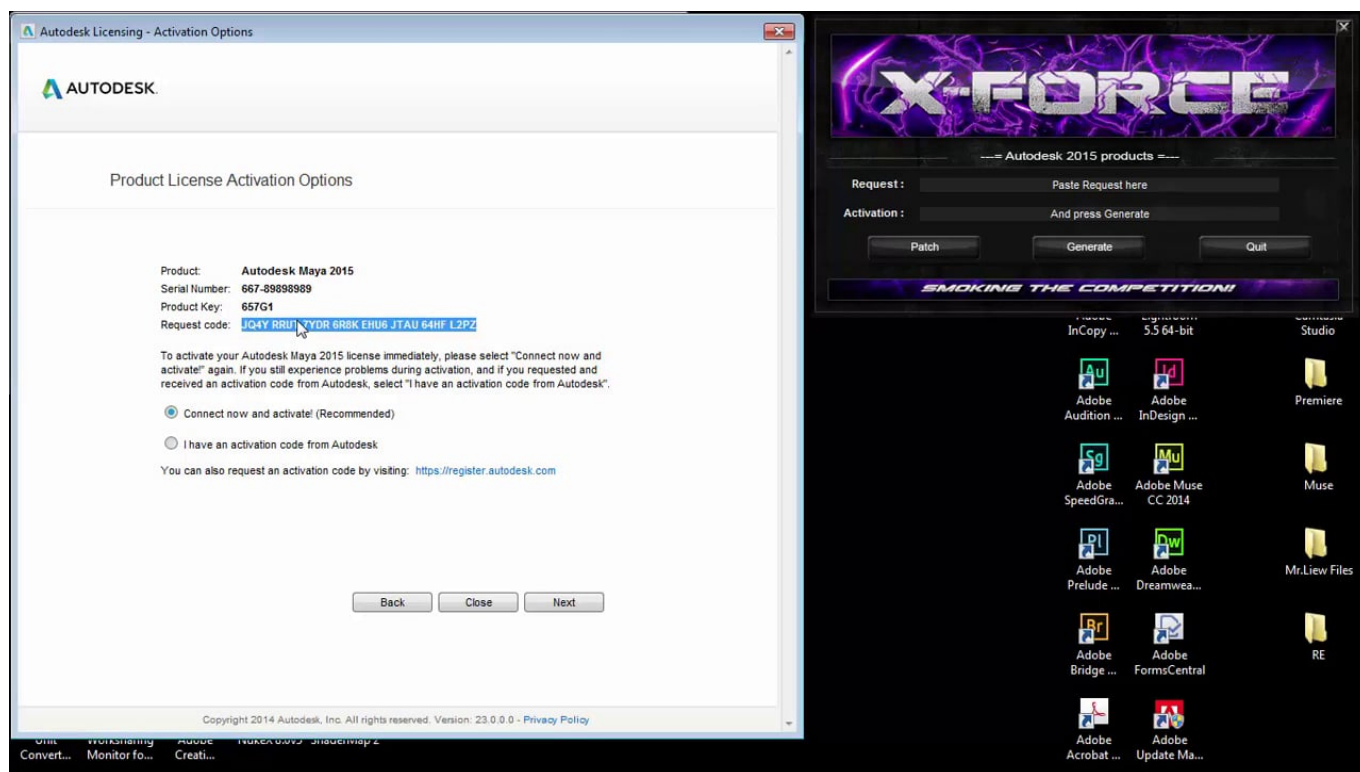 Autodesk Licensing - Activation Options
AUTODESK.
Product License Activation Options
Product: Autodesk Maya 2015
Serial Number: 667-89898989
Product Key: 657G1
Request code: JQ4Y 6R8K EHU6 JTAU 64HF L2PZ
To activate your Autodesk Maya 2015 license immediately, please select "Connect now and
activate!" again. If you still experience problems during activation, and if you requested and
received an activation code from Autodesk, select "I have an activation code from Autodesk".
Connect now and activate! (Recommended)
I have an activation code from Autodesk
You can also request an activation code by visiting: https://register.autodesk.com
Back Close Next
Copyright 2014 Autodesk, Inc. All rights reserved. Version: 23.0.0.0 - Privacy Policy
X-FORCE
---= Autodesk 2015 products =---
Request : Paste Request here
Activation : And press Generate
Patch Generate Quit
SMOKING THE COMPETITION!
InCopy ... 5.5 64-bit Studio
Au Id
Adobe Adobe Premiere
Audition ... InDesign ...
Sg Mu
Adobe Adobe Muse Muse
SpeedGra... CC 2014
Pl Dw
Adobe Adobe Mr.Liew Files
Prelude ... Dreamwea...
Br
Adobe Adobe RE
Bridge ... FormsCentral
Adobe Adobe
Acrobat ... Update Ma...
Convert... Monitor fo... Creati...